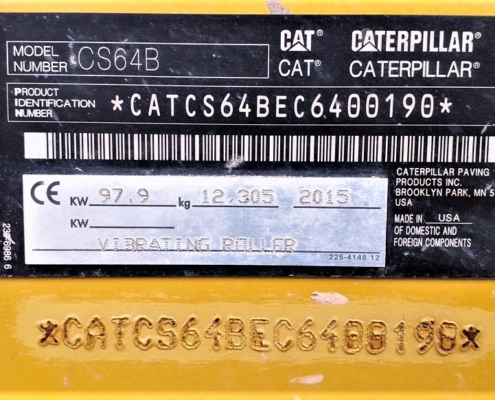 MODEL NUMBER CS64B
CAT® CATERPILLAR®
CAT® CATERPILLAR®
PRODUCT IDENTIFICATION N *CATCS64BEC6400190*
CE KW 97,9 kg 12,305 2015
KW
VIBRATING ROLLER
225-4148 12
CATERPILLAR PAVING
PRODUCTS INC.
BROOKLYN PARK, MN 5
USA
MADE IN USA
OF DOMESTIC AND
FOREIGN COMPONENTS
*CATCS64BEC6400190*